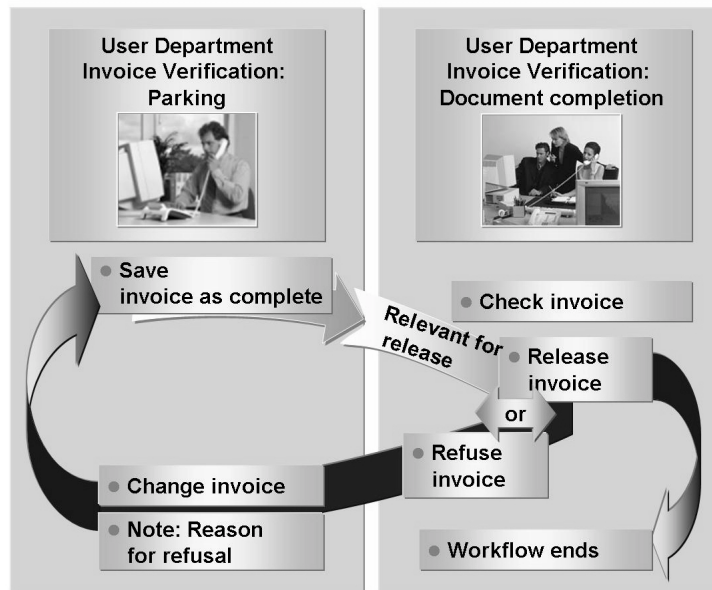 User Department
Invoice Verification:
Parking
User Department
Invoice Verification:
Document completion
Save
invoice as complete
Relevant for
release
Check invoice
Release
invoice
or
Refuse
invoice
Change invoice
Note: Reason
for refusal
Workflow ends